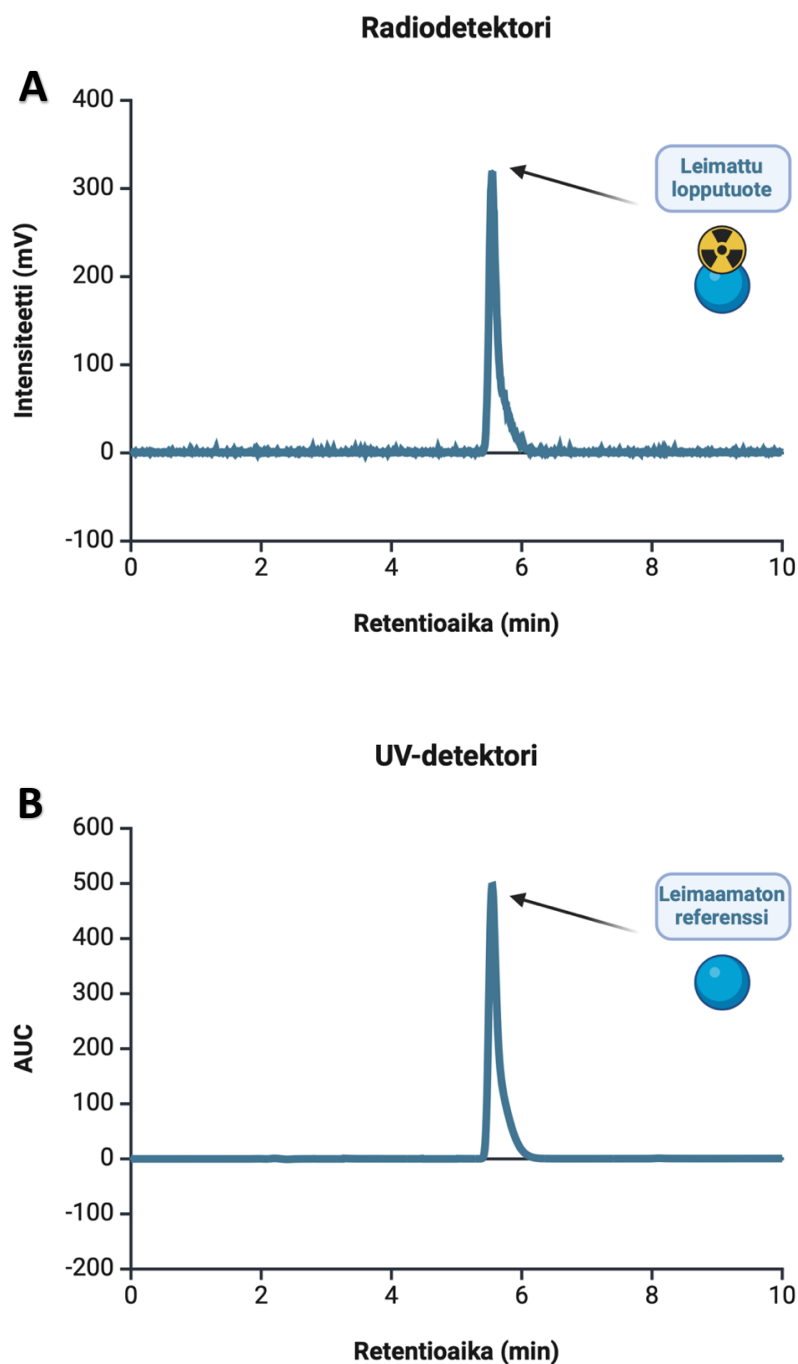 Radiodetektori
A
400
300
200
100
0
-100
Intensiteetti (mV)
Leimattu
lopputuote
0 2 4 6 8 10
Retentioaika (min)
UV-detektori
B
600
500
400
300
200
100
0
-100
-200
AUC
Leimaamaton
referenssi
0 2 4 6 8 10
Retentioaika (min)